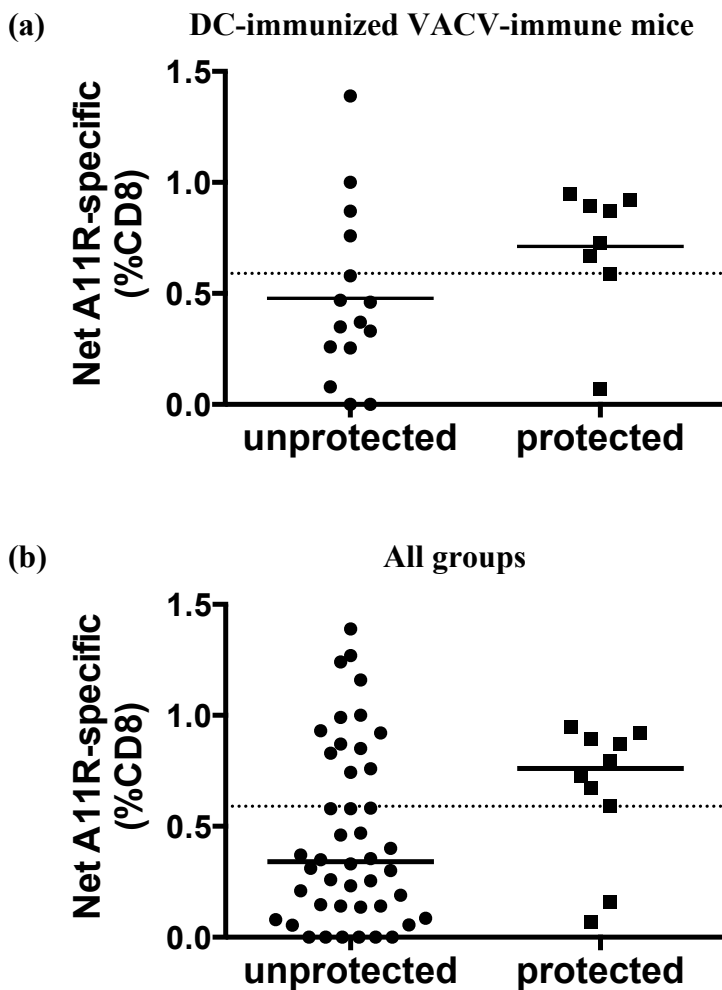 (a) DC-immunized VACV-immune mice
Net A11R-specific
(%CD8)
1.5
1.0
0.5
0.0
unprotected protected
(b) All groups
Net A11R-specific
(%CD8)
1.5
1.0
0.5
0.0
unprotected protected